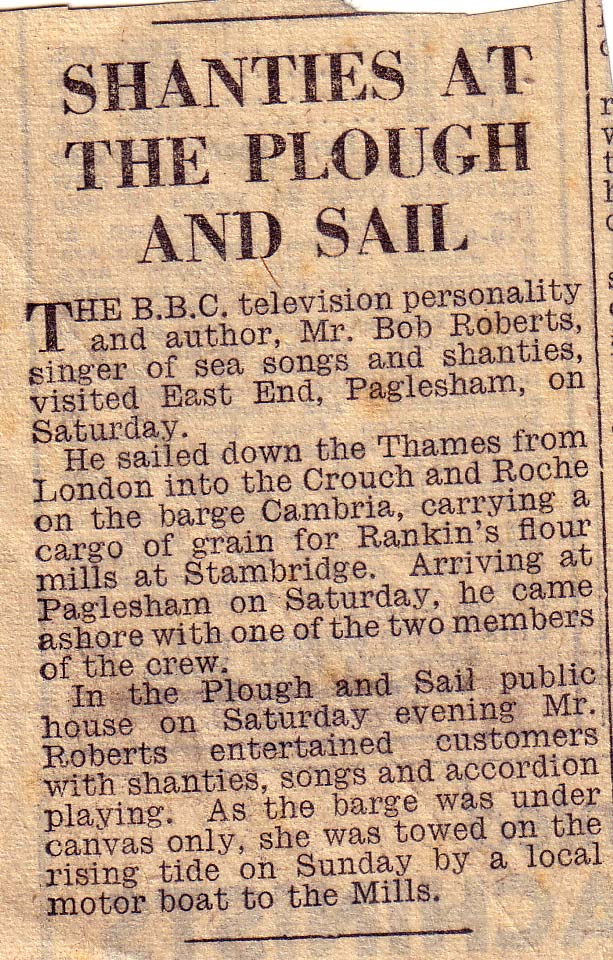 SHANTIES AT
THE PLOUGH
AND SAIL
THE B.B.C. television personality
and author, Mr. Bob Roberts,
singer of sea songs and shanties,
visited East End, Paglesham, on
Saturday.
He sailed down the Thames from
London into the Crouch and Roche
on the barge Cambria, carrying a
cargo of grain for Rankin's flour
mills at Stambridge. Arriving at
Paglesham on Saturday, he came
ashore with one of the two members
of the crew.
In the Plough and Sail public
house on Saturday evening Mr.
Roberts entertained customers
with shanties, songs and accordion
playing. As the barge was under
canvas only, she was towed on the
rising tide on Sunday by a local
motor boat to the Mills.